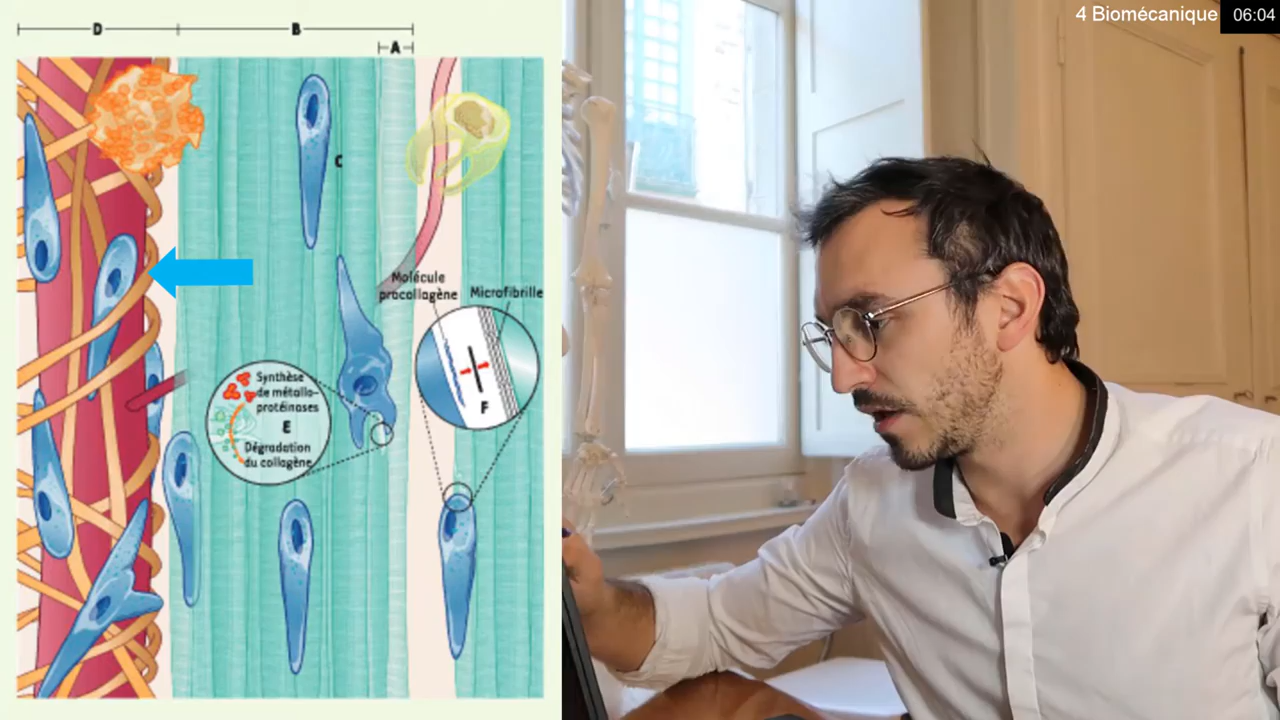 4 Biomécanique
06:04
D
B
A
C
Molécule
procollagène
Microfibrille
F
Synthèse
de métallo-
protéinases
E
Dégradation
du collagène